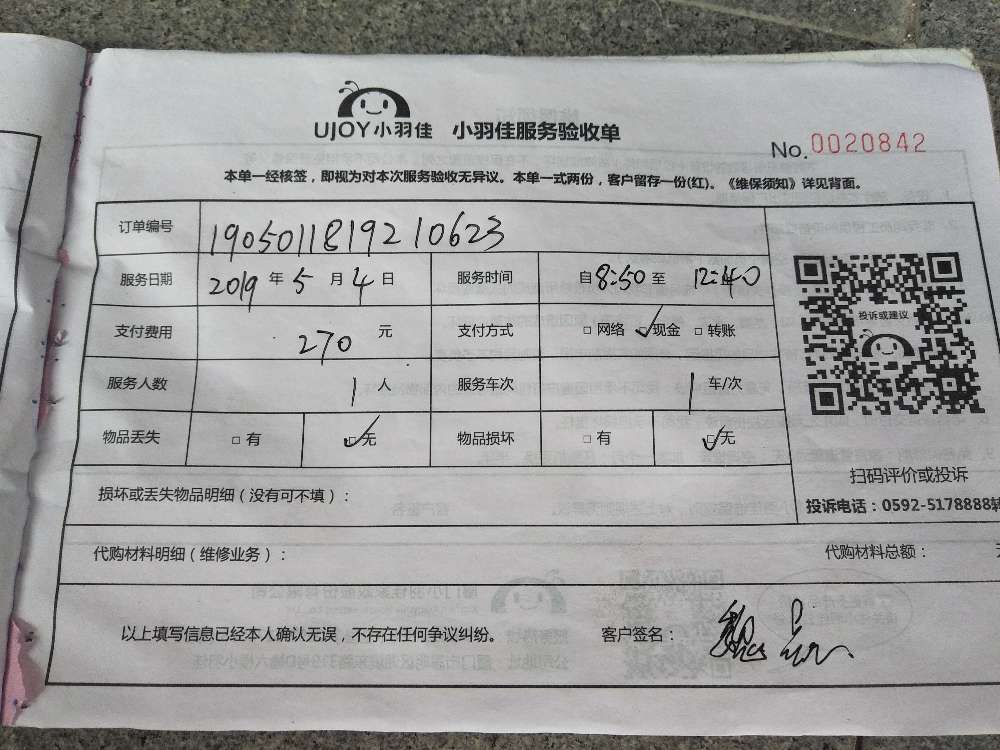 UJOY小羽佳 小羽佳服务验收单
No. 0020842
本单一经核签，即视为对本次服务验收无异议。本单一式两份，客户留存一份(红)。《维保须知》详见背面。
订单编号 1905011819210623
服务日期 2019 年 5 月 4 日 服务时间 自8:50至 12:40
支付费用 270 元 支付方式 □ 网络 ☑现金 □ 转账
服务人数 1 人 服务车次 1 车/次
物品丢失 □ 有 ☑无 物品损坏 □ 有 ☑无
投诉或建议
扫码评价或投诉
投诉电话：0592-5178888转
损坏或丢失物品明细（没有可不填）：
代购材料明细（维修业务）： 代购材料总额：
以上填写信息已经本人确认无误，不存在任何争议纠纷。 客户签名：